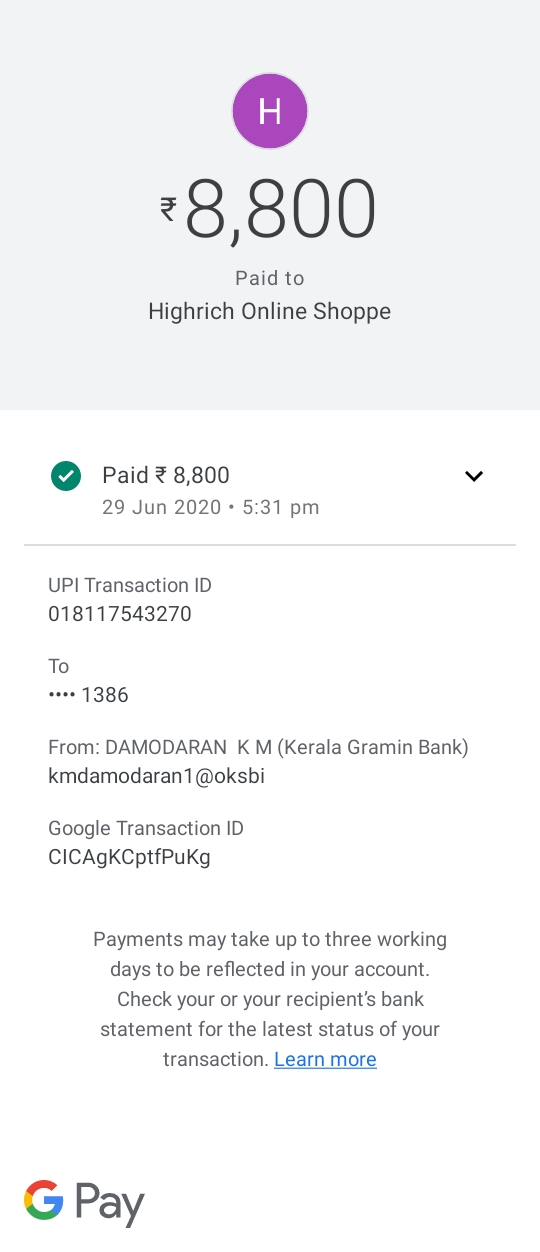 H
₹8,800
Paid to
Highrich Online Shoppe
Paid ₹ 8,800
29 Jun 2020 • 5:31 pm
UPI Transaction ID
018117543270
To
•••• 1386
From: DAMODARAN  K M (Kerala Gramin Bank)
kmdamodaran1@oksbi
Google Transaction ID
CICAgKCptfPuKg
Payments may take up to three working
days to be reflected in your account.
Check your or your recipient's bank
statement for the latest status of your
transaction. Learn more
G Pay